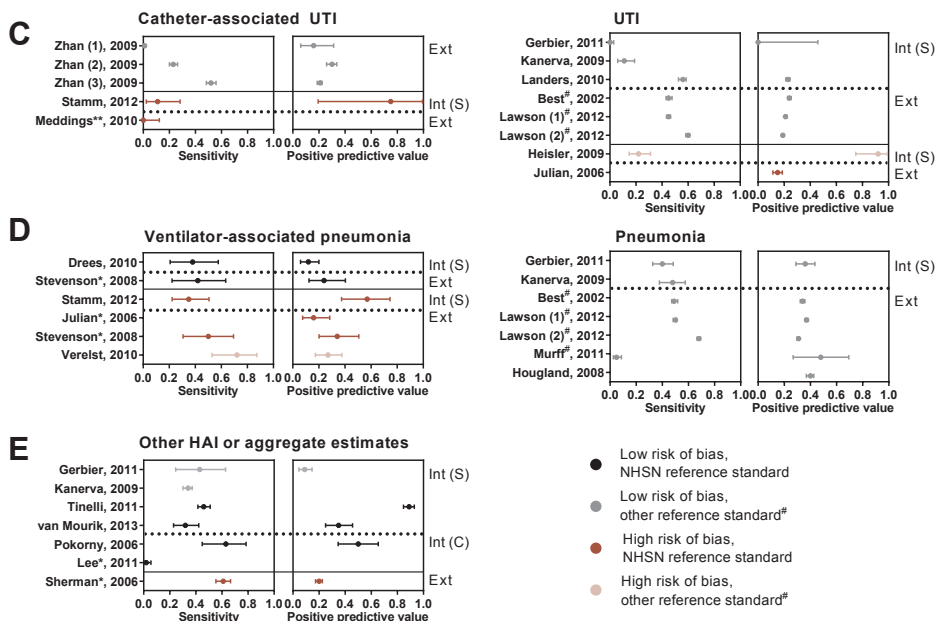 C
Catheter-associated UTI
Zhan (1), 2009
Zhan (2), 2009
Zhan (3), 2009
Stamm, 2012
Meddings**, 2010
Ext
Int (S)
Ext
0.0 0.2 0.4 0.6 0.8 1.0
0.0 0.2 0.4 0.6 0.8 1.0
Sensitivity
Positive predictive value
UTI
Gerbier, 2011
Kanerva, 2009
Landers, 2010
Best#, 2002
Lawson (1)#, 2012
Lawson (2)#, 2012
Heisler, 2009
Julian, 2006
Int (S)
Ext
Int (S)
Ext
0.0 0.2 0.4 0.6 0.8 1.0
0.0 0.2 0.4 0.6 0.8 1.0
Sensitivity
Positive predictive value
D
Ventilator-associated pneumonia
Drees, 2010
Stevenson*, 2008
Stamm, 2012
Julian*, 2006
Stevenson*, 2008
Verelst, 2010
Int (S)
Ext
Int (S)
Ext
0.0 0.2 0.4 0.6 0.8 1.0
0.0 0.2 0.4 0.6 0.8 1.0
Sensitivity
Positive predictive value
Pneumonia
Gerbier, 2011
Kanerva, 2009
Best#, 2002
Lawson (1)#, 2012
Lawson (2)#, 2012
Murff#, 2011
Hougland, 2008
Int (S)
Ext
0.0 0.2 0.4 0.6 0.8 1.0
0.0 0.2 0.4 0.6 0.8 1.0
Sensitivity
Positive predictive value
E
Other HAI or aggregate estimates
Gerbier, 2011
Kanerva, 2009
Tinelli, 2011
van Mourik, 2013
Pokorny, 2006
Lee*, 2011
Sherman*, 2006
Int (S)
Int (C)
Ext
0.0 0.2 0.4 0.6 0.8 1.0
0.0 0.2 0.4 0.6 0.8 1.0
Sensitivity
Positive predictive value
Low risk of bias,
NHSN reference standard
Low risk of bias,
other reference standard#
High risk of bias,
NHSN reference standard
High risk of bias,
other reference standard#